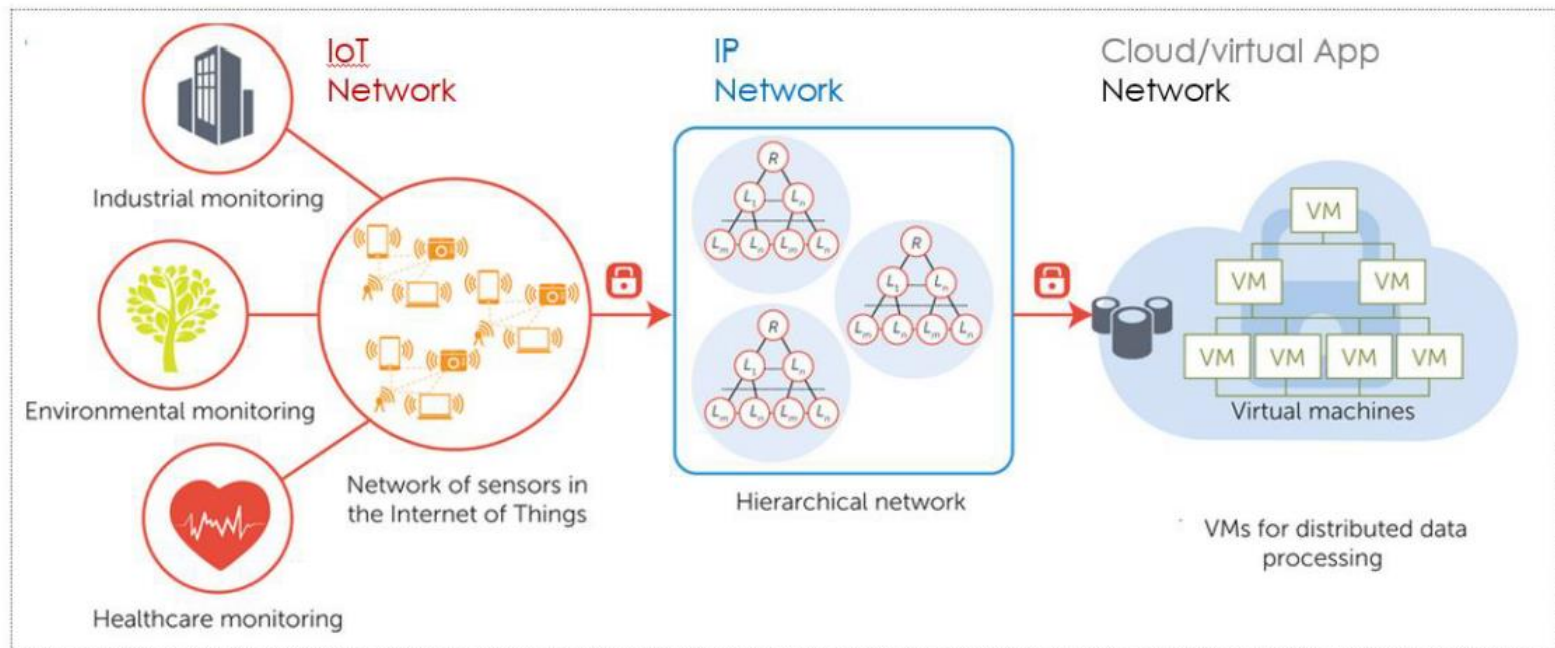 IoT
Network
IP
Network
Cloud/virtual App
Network
Industrial monitoring
Environmental monitoring
Healthcare monitoring
Network of sensors in
the Internet of Things
R
L1 Ln
Lm Ln Lm Ln
R
L1 Ln
Lm Ln Lm Ln
R
L1 Ln
Lm Ln Lm Ln
Hierarchical network
VM
VM VM
VM VM VM VM
Virtual machines
VMs for distributed data
processing